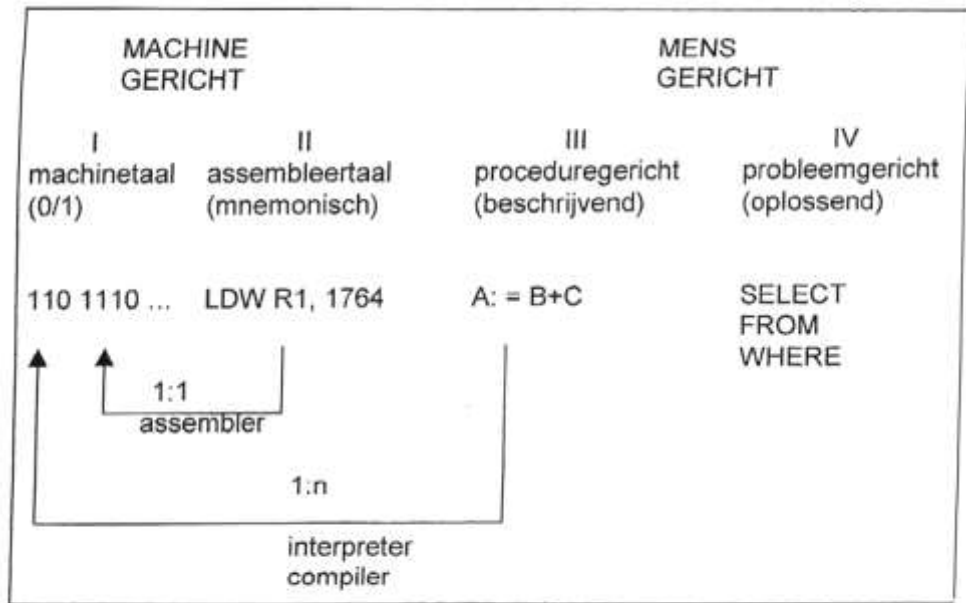 MACHINE
GERICHT
MENS
GERICHT
I
machinetaal
(0/1)
II
assembleertaal
(mnemonisch)
III
proceduregericht
(beschrijvend)
IV
probleemgericht
(oplossend)
110 1110 ...
LDW R1, 1764
A: = B+C
SELECT
FROM
WHERE
1:1
assembler
1:n
interpreter
compiler